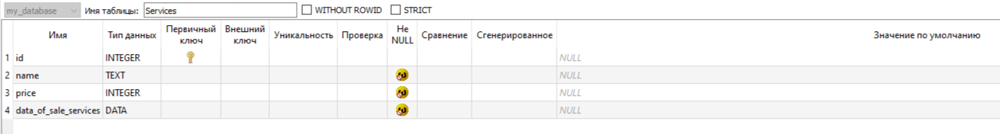 my_database Имя таблицы: Services WITHOUT ROWID STRICT
Имя Тип данных Первичный ключ Внешний ключ Уникальность Проверка Не NULL Сравнение Сгенерированное Значение по умолчанию
1 id INTEGER NULL
2 name TEXT NULL
3 price INTEGER NULL
4 data_of_sale_services DATA NULL